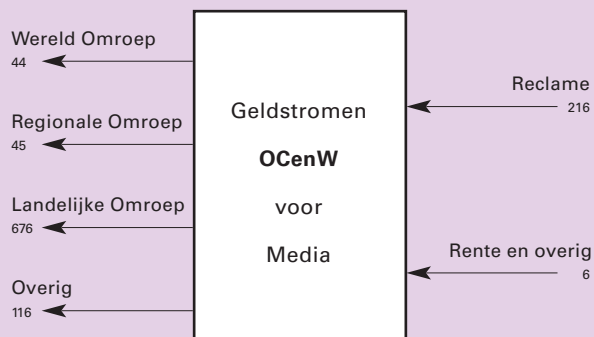 Wereld Omroep
44
Regionale Omroep
45
Landelijke Omroep
676
Overig
116
Geldstromen
OCenW
voor
Media
Reclame
216
Rente en overig
6